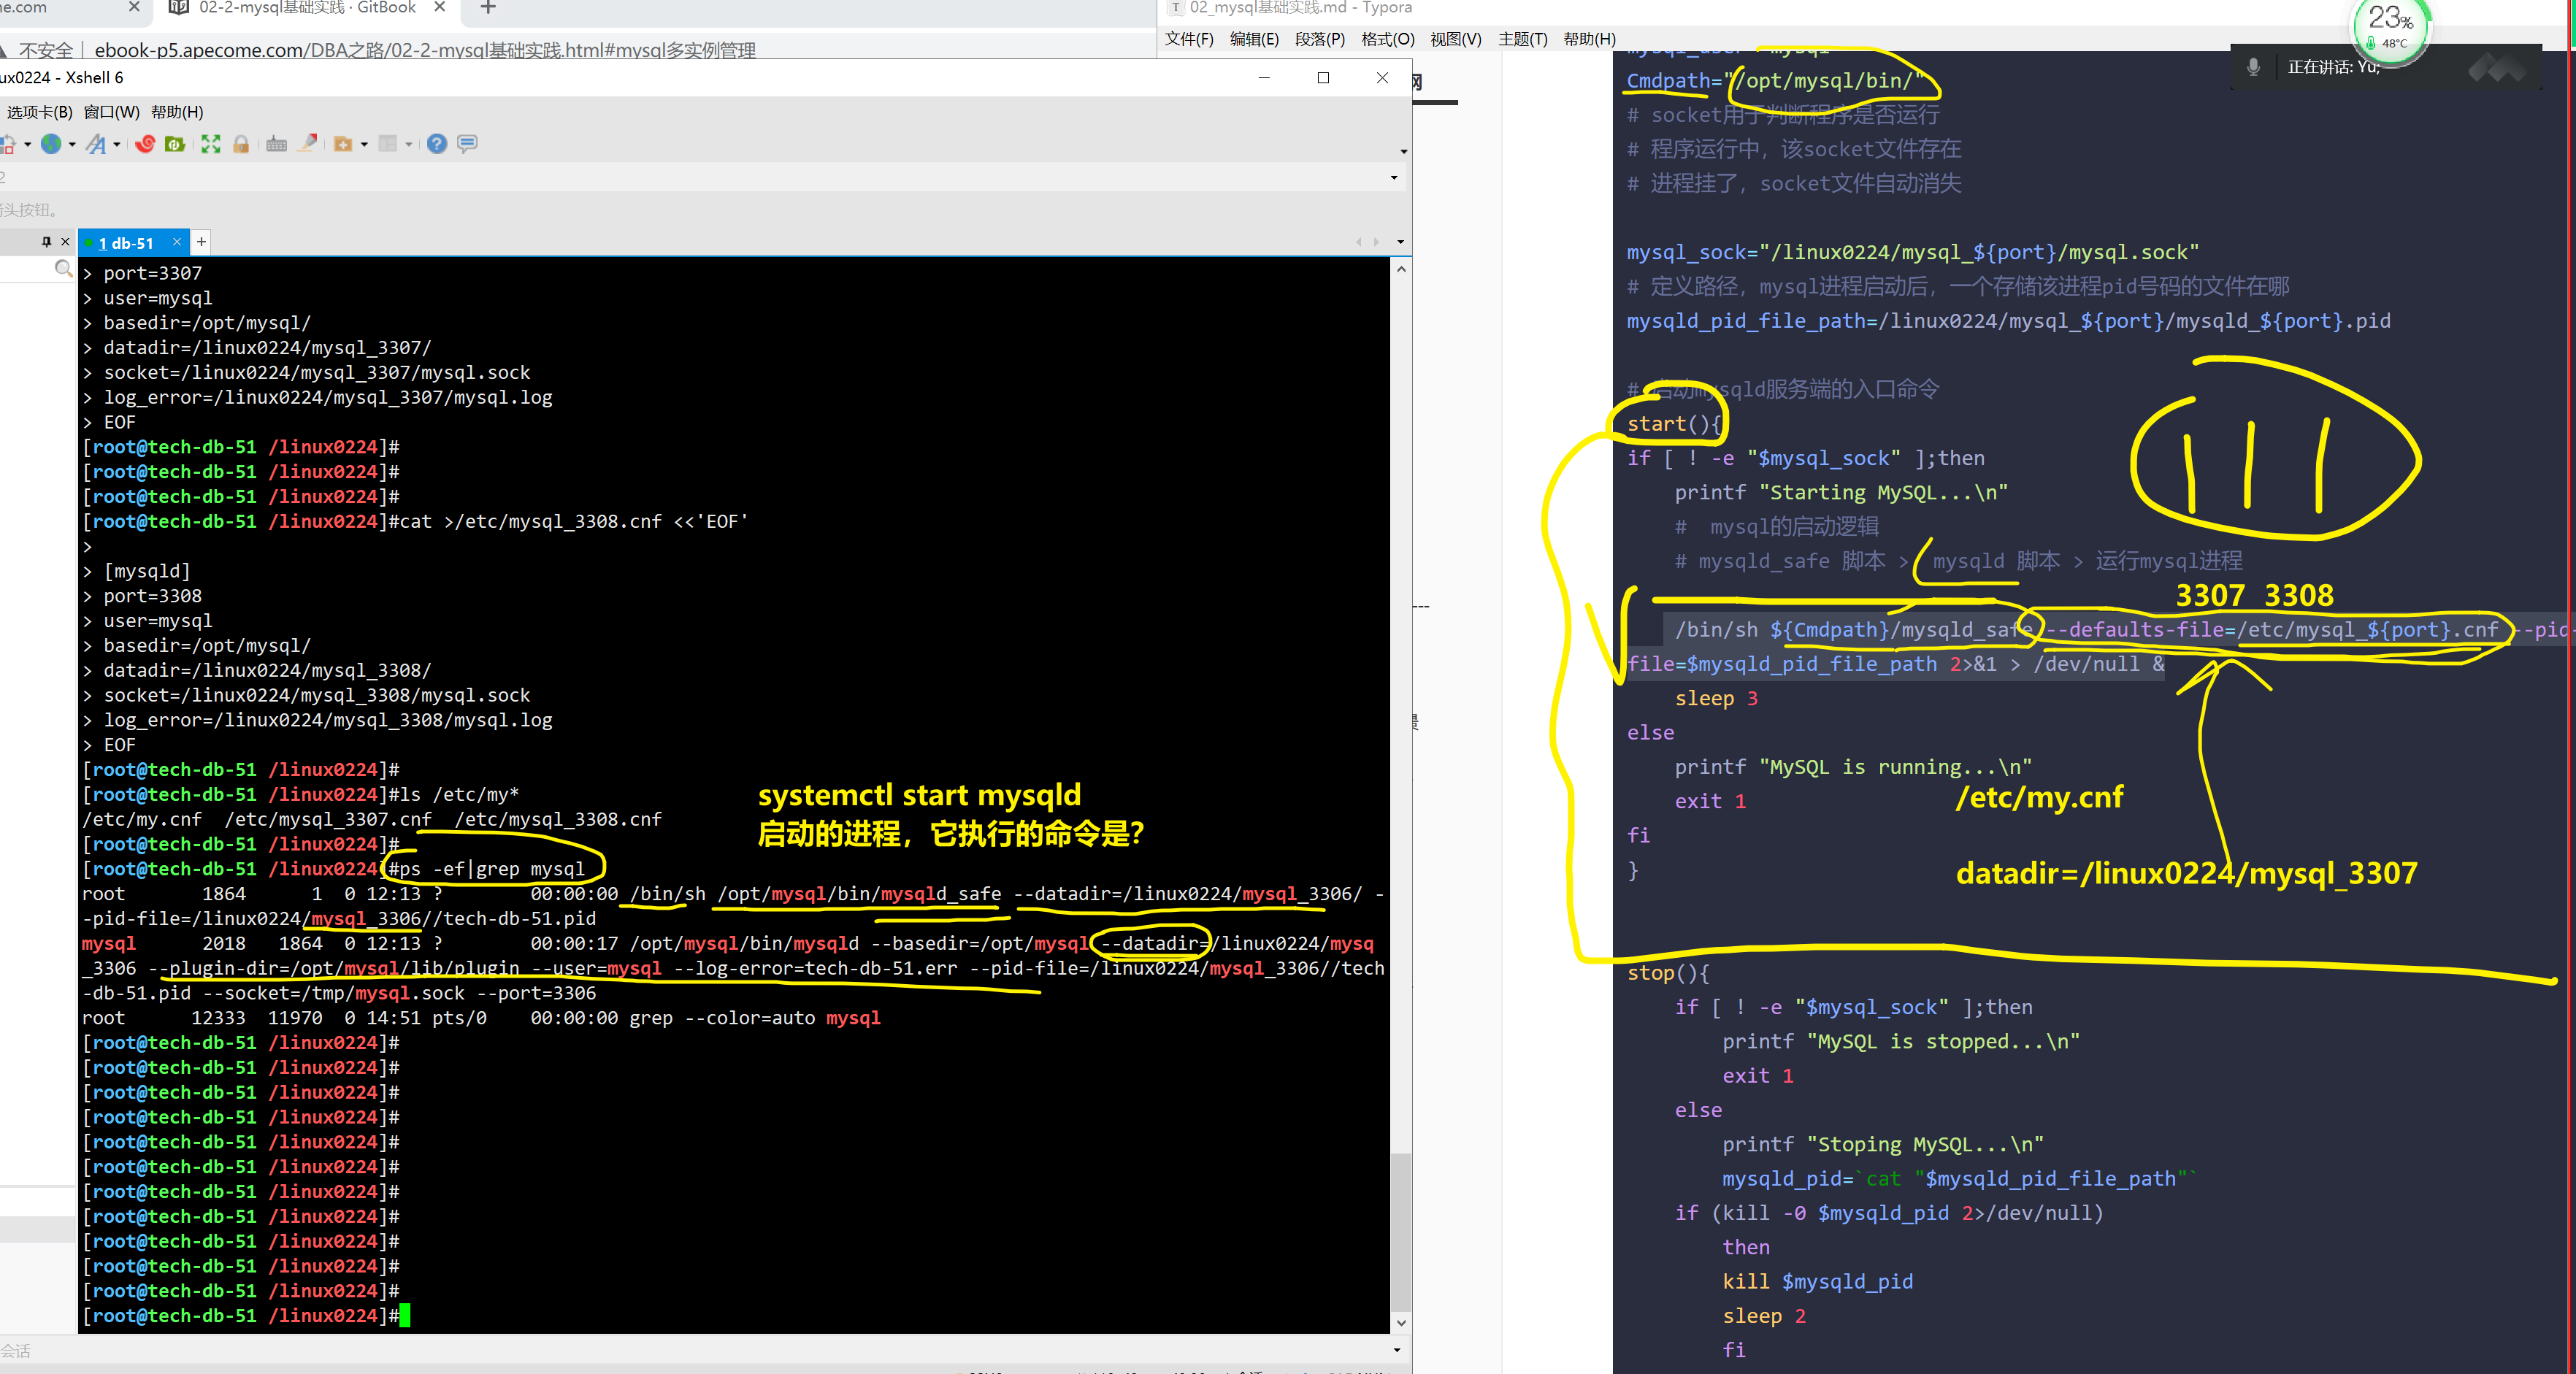 ne.com
02-2-mysql基础实践 · GitBook
不安全 | ebook-p5.apecome.com/DBA之路/02-2-mysql基础实践.html#mysql多实例管理
ux0224 - Xshell 6
选项卡(B) 窗口(W) 帮助(H)
2
箭头按钮。
1 db-51
> port=3307
> user=mysql
> basedir=/opt/mysql/
> datadir=/linux0224/mysql_3307/
> socket=/linux0224/mysql_3307/mysql.sock
> log_error=/linux0224/mysql_3307/mysql.log
> EOF
[root@tech-db-51 /linux0224]#
[root@tech-db-51 /linux0224]#
[root@tech-db-51 /linux0224]#
[root@tech-db-51 /linux0224]#cat >/etc/mysql_3308.cnf <<'EOF'
>
> [mysqld]
> port=3308
> user=mysql
> basedir=/opt/mysql/
> datadir=/linux0224/mysql_3308/
> socket=/linux0224/mysql_3308/mysql.sock
> log_error=/linux0224/mysql_3308/mysql.log
> EOF
[root@tech-db-51 /linux0224]#
[root@tech-db-51 /linux0224]#ls /etc/my*
/etc/my.cnf /etc/mysql_3307.cnf /etc/mysql_3308.cnf
[root@tech-db-51 /linux0224]#
[root@tech-db-51 /linux0224]#ps -ef|grep mysql
root 1864 1 0 12:13 ? 00:00:00 /bin/sh /opt/mysql/bin/mysqld_safe --datadir=/linux0224/mysql_3306/ -
-pid-file=/linux0224/mysql_3306//tech-db-51.pid
mysql 2018 1864 0 12:13 ? 00:00:17 /opt/mysql/bin/mysqld --basedir=/opt/mysql --datadir=/linux0224/mysq
_3306 --plugin-dir=/opt/mysql/lib/plugin --user=mysql --log-error=tech-db-51.err --pid-file=/linux0224/mysql_3306//tech
-db-51.pid --socket=/tmp/mysql.sock --port=3306
root 12333 11970 0 14:51 pts/0 00:00:00 grep --color=auto mysql
[root@tech-db-51 /linux0224]#
[root@tech-db-51 /linux0224]#
[root@tech-db-51 /linux0224]#
[root@tech-db-51 /linux0224]#
[root@tech-db-51 /linux0224]#
[root@tech-db-51 /linux0224]#
[root@tech-db-51 /linux0224]#
[root@tech-db-51 /linux0224]#
[root@tech-db-51 /linux0224]#
[root@tech-db-51 /linux0224]#
[root@tech-db-51 /linux0224]#
[root@tech-db-51 /linux0224]#
systemctl start mysqld
启动的进程，它执行的命令是？
会话
T 02_mysql基础实践.md - Typora
文件(F) 编辑(E) 段落(P) 格式(O) 视图(V) 主题(T) 帮助(H)
23%
48°C
正在讲话: Yu;
Cmdpath="/opt/mysql/bin/"
# socket用于判断程序是否运行
# 程序运行中，该socket文件存在
# 进程挂了，socket文件自动消失
mysql_sock="/linux0224/mysql_${port}/mysql.sock"
# 定义路径，mysql进程启动后，一个存储该进程pid号码的文件在哪
mysqld_pid_file_path=/linux0224/mysql_${port}/mysqld_${port}.pid
# 启动mysqld服务端的入口命令
start(){
if [ ! -e "$mysql_sock" ];then
printf "Starting MySQL...\n"
# mysql的启动逻辑
# mysqld_safe 脚本 > mysqld 脚本 > 运行mysql进程
3307 3308
/bin/sh ${Cmdpath}/mysqld_safe --defaults-file=/etc/mysql_${port}.cnf --pid-
file=$mysqld_pid_file_path 2>&1 > /dev/null &
sleep 3
else
printf "MySQL is running...\n"
/etc/my.cnf
exit 1
fi
datadir=/linux0224/mysql_3307
}
stop(){
if [ ! -e "$mysql_sock" ];then
printf "MySQL is stopped...\n"
exit 1
else
printf "Stoping MySQL...\n"
mysqld_pid=`cat "$mysqld_pid_file_path"`
if (kill -0 $mysqld_pid 2>/dev/null)
then
kill $mysqld_pid
sleep 2
fi